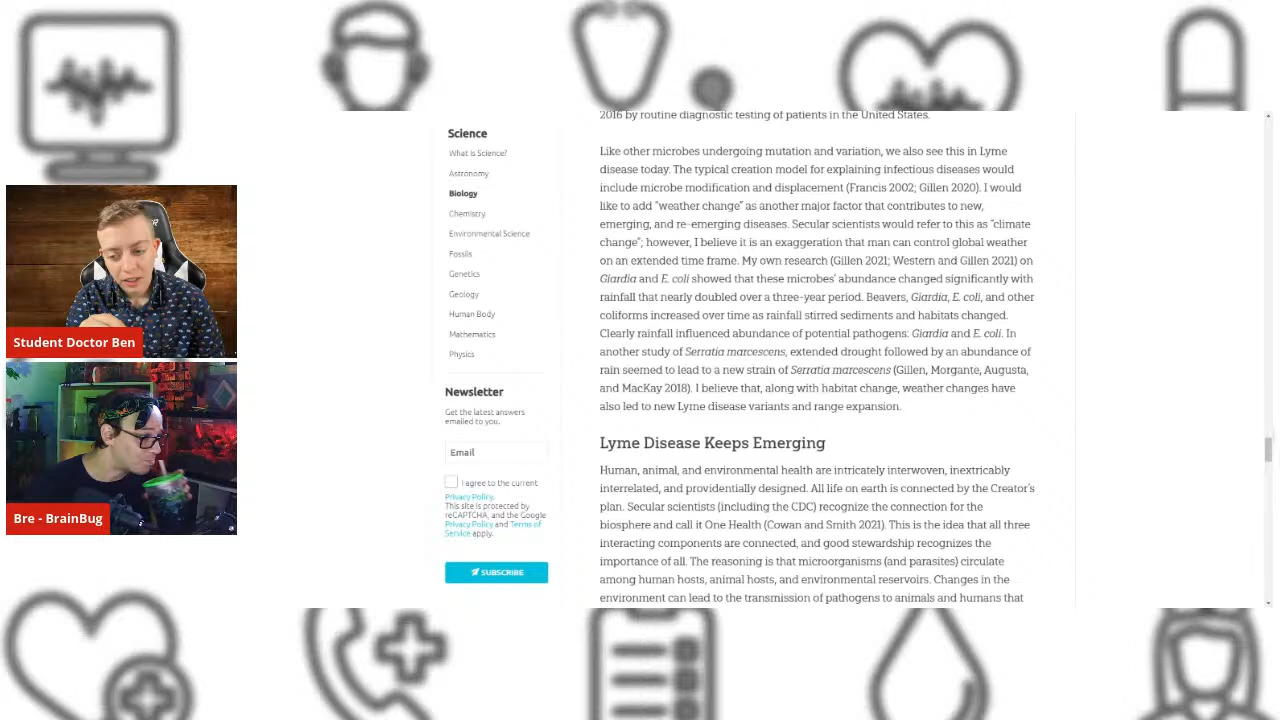 Science
What Is Science?
Astronomy
Biology
Chemistry
Environmental Science
Fossils
Genetics
Geology
Human Body
Mathematics
Physics
Newsletter
Get the latest answers
emailed to you.
Email
I agree to the current
Privacy Policy.
This site is protected by
reCAPTCHA, and the Google
Privacy Policy and Terms of
Service apply.
SUBSCRIBE
2016 by routine diagnostic testing of patients in the United States.
Like other microbes undergoing mutation and variation, we also see this in Lyme
disease today. The typical creation model for explaining infectious diseases would
include microbe modification and displacement (Francis 2002; Gillen 2020). I would
like to add “weather change” as another major factor that contributes to new,
emerging, and re-emerging diseases. Secular scientists would refer to this as “climate
change”; however, I believe it is an exaggeration that man can control global weather
on an extended time frame. My own research (Gillen 2021; Western and Gillen 2021) on
Giardia and E. coli showed that these microbes’ abundance changed significantly with
rainfall that nearly doubled over a three-year period. Beavers, Giardia, E. coli, and other
coliforms increased over time as rainfall stirred sediments and habitats changed.
Clearly rainfall influenced abundance of potential pathogens: Giardia and E. coli. In
another study of Serratia marcescens, extended drought followed by an abundance of
rain seemed to lead to a new strain of Serratia marcescens (Gillen, Morgante, Augusta,
and MacKay 2018). I believe that, along with habitat change, weather changes have
also led to new Lyme disease variants and range expansion.
Lyme Disease Keeps Emerging
Human, animal, and environmental health are intricately interwoven, inextricably
interrelated, and providentially designed. All life on earth is connected by the Creator’s
plan. Secular scientists (including the CDC) recognize the connection for the
biosphere and call it One Health (Cowan and Smith 2021). This is the idea that all three
interacting components are connected, and good stewardship recognizes the
importance of all. The reasoning is that microorganisms (and parasites) circulate
among human hosts, animal hosts, and environmental reservoirs. Changes in the
environment can lead to the transmission of pathogens to animals and humans that
Student Doctor Ben
Bre - BrainBug